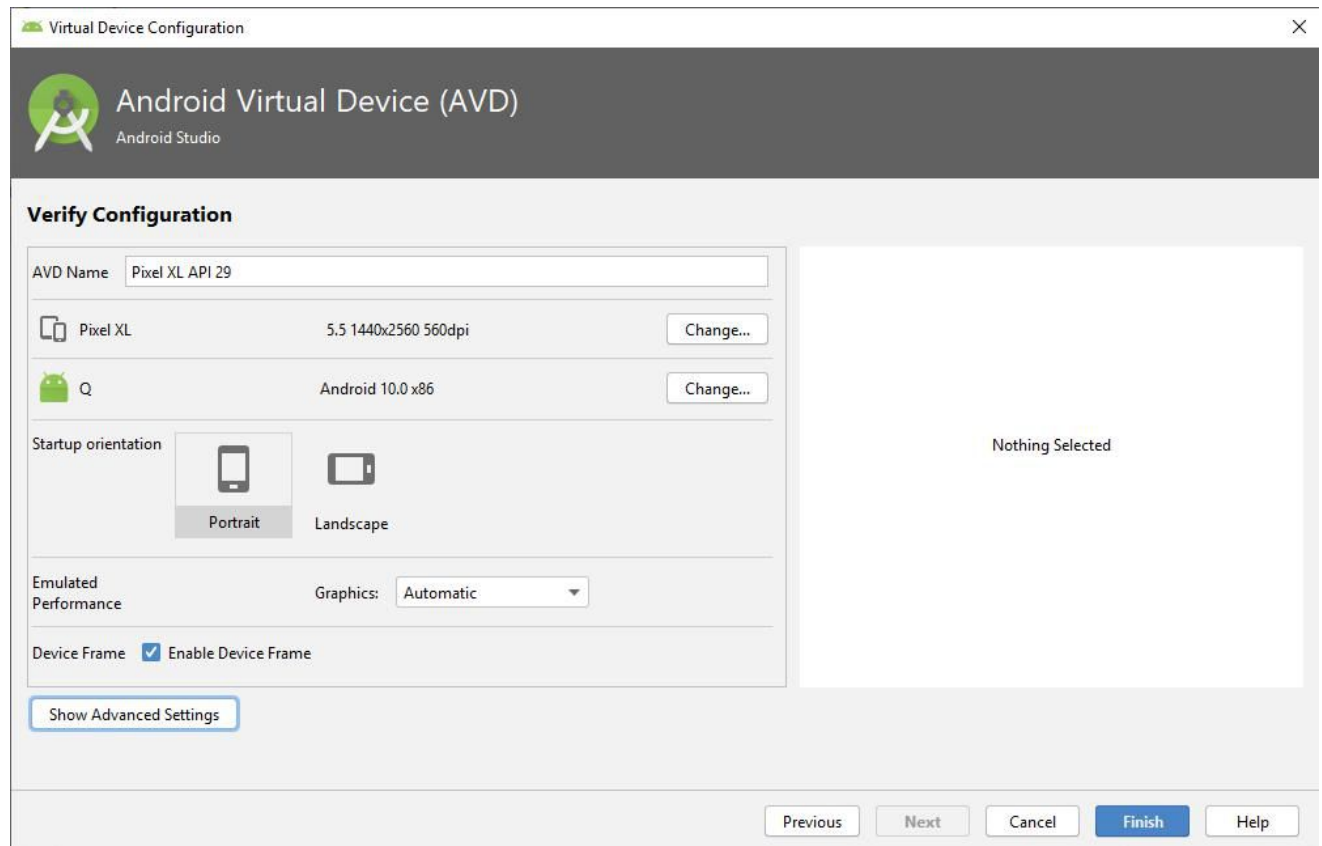 Virtual Device Configuration
Android Virtual Device (AVD)
Android Studio
Verify Configuration
AVD Name Pixel XL API 29
Pixel XL 5.5 1440x2560 560dpi Change...
Q Android 10.0 x86 Change...
Startup orientation
Portrait Landscape
Nothing Selected
Emulated
Performance
Graphics: Automatic
Device Frame Enable Device Frame
Show Advanced Settings
Previous Next Cancel Finish Help